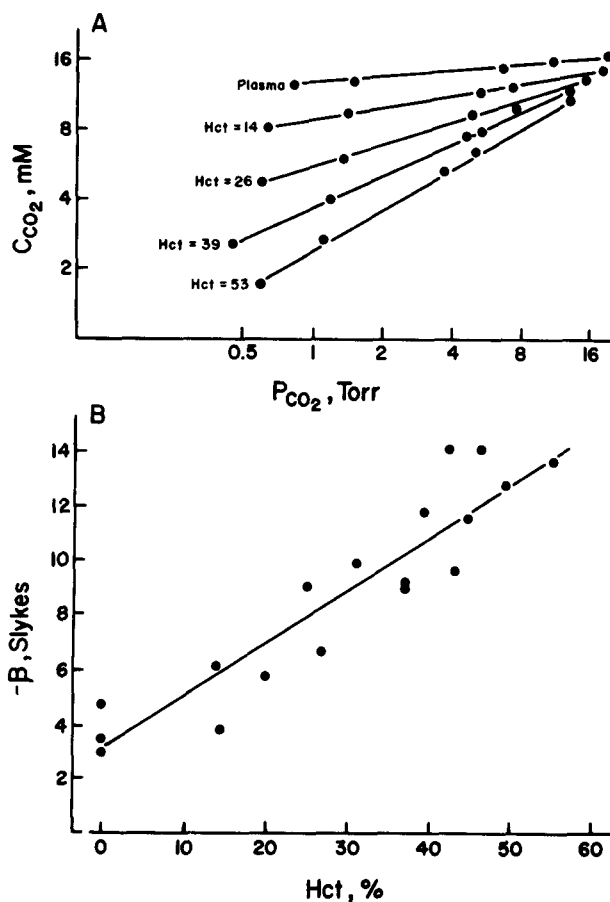 A
16
8
4
2
C_CO2, mM
Plasma
Hct = 14
Hct = 26
Hct = 39
Hct = 53
0.5 1 2 4 8 16
P_CO2, Torr
B
14
12
10
8
6
4
2
-β, Slykes
0 10 20 30 40 50 60
Hct, %